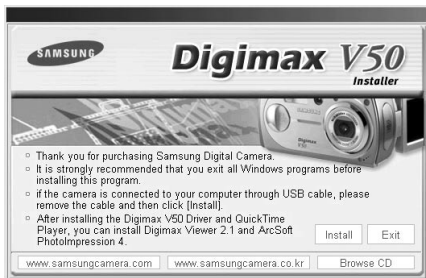 SAMSUNG
Digimax V50
Installer
Thank you for purchasing Samsung Digital Camera.
It is strongly recommended that you exit all Windows programs before
installing this program.
if the camera is connected to your computer through USB cable, please
remove the cable and then click [Install].
After installing the Digimax V50 Driver and QuickTime
Player, you can install Digimax Viewer 2.1 and ArcSoft
PhotoImpression 4.
Install Exit
www.samsungcamera.com www.samsungcamera.co.kr Browse CD